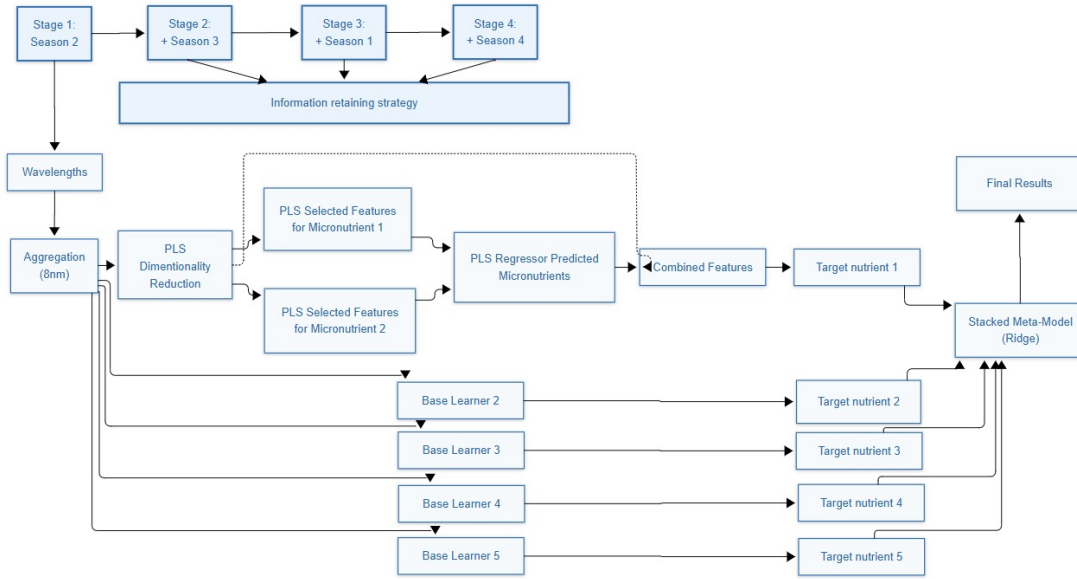 Stage 1:
Season 2
Stage 2:
+ Season 3
Stage 3:
+ Season 1
Stage 4:
+ Season 4
Information retaining strategy
Wavelengths
Aggregation
(8nm)
PLS
Dimentionality
Reduction
PLS Selected Features
for Micronutrient 1
PLS Selected Features
for Micronutrient 2
PLS Regressor Predicted
Micronutrients
Combined Features
Target nutrient 1
Final Results
Stacked Meta-Model
(Ridge)
Base Learner 2
Target nutrient 2
Base Learner 3
Target nutrient 3
Base Learner 4
Target nutrient 4
Base Learner 5
Target nutrient 5